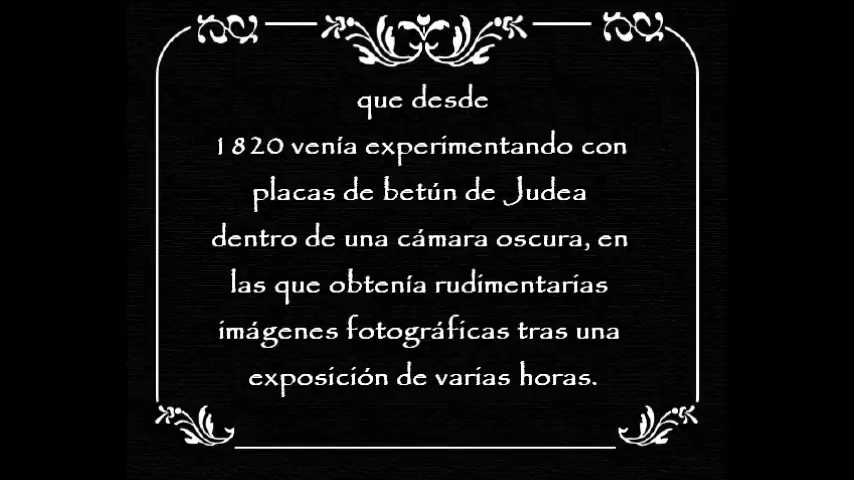 que desde
1820 venía experimentando con
placas de betún de Judea
dentro de una cámara oscura, en
las que obtenía rudimentarias
imágenes fotográficas tras una
exposición de varias horas.